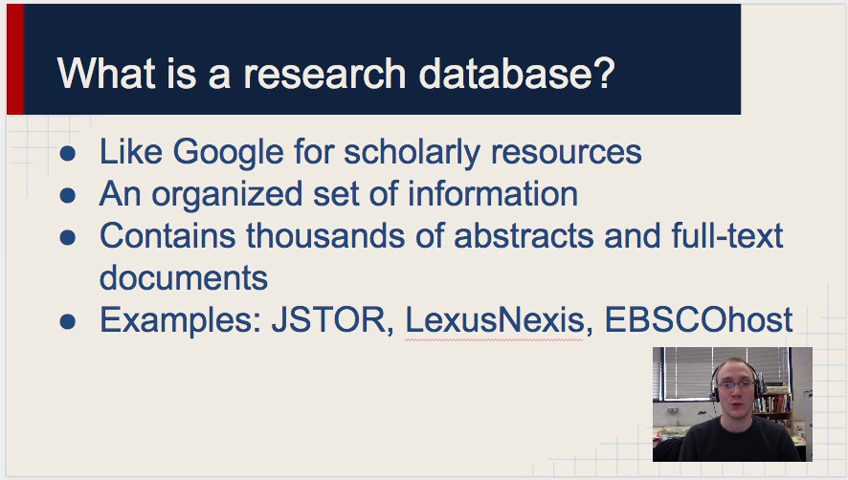 What is a research database?
● Like Google for scholarly resources
● An organized set of information
● Contains thousands of abstracts and full-text
documents
● Examples: JSTOR, LexusNexis, EBSCOhost